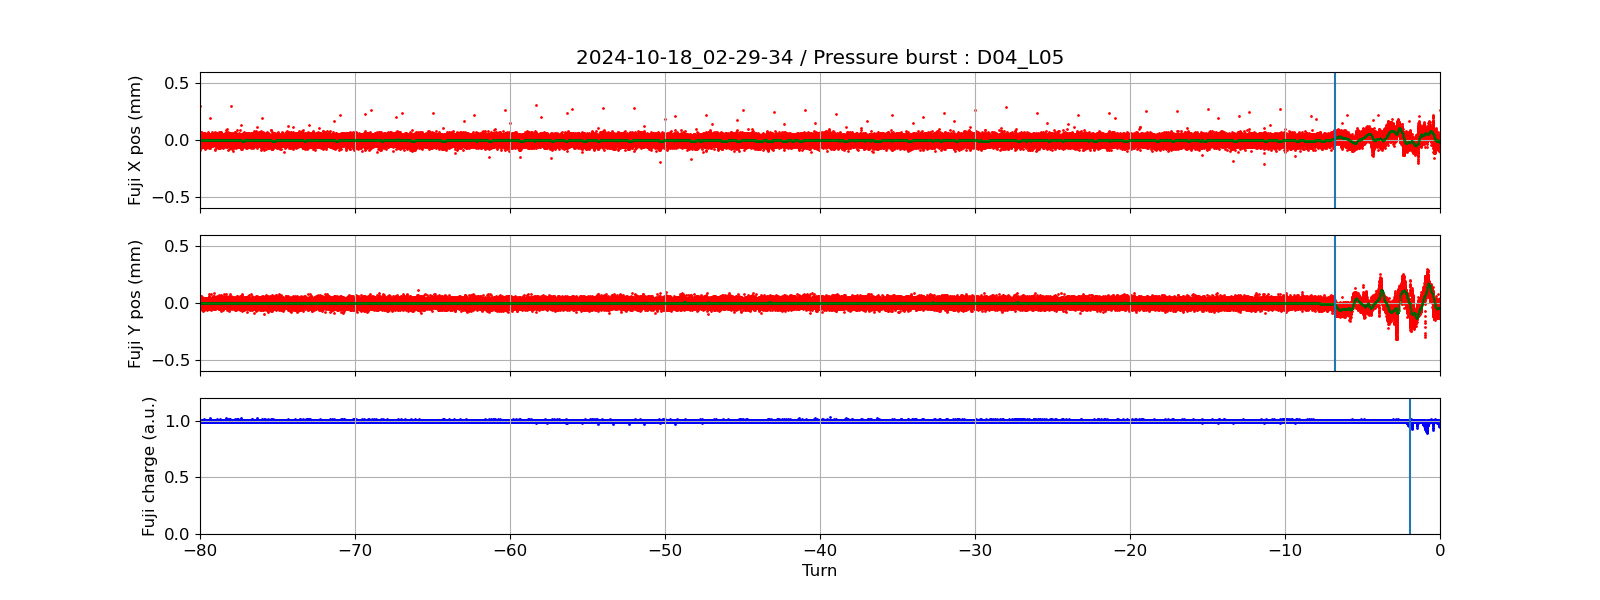 2024-10-18_02-29-34 / Pressure burst : D04_L05
Fuji X pos (mm)
0.5
0.0
−0.5
Fuji Y pos (mm)
0.5
0.0
−0.5
Fuji charge (a.u.)
1.0
0.5
0.0
−80 −70 −60 −50 −40 −30 −20 −10 0
Turn